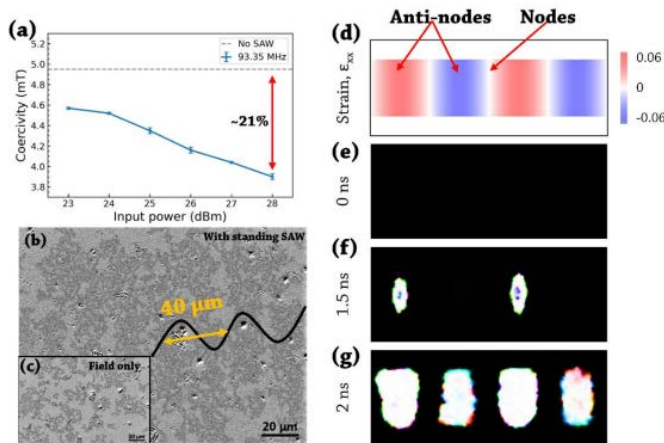 (a)
5.2
5.0
4.8
4.6
4.4
4.2
4.0
3.8
Coercivity (mT)
No SAW
93.35 MHz
~21%
23 24 25 26 27 28
Input power (dBm)
(b)
With standing SAW
40 μm
20 μm
(c)
Field only
(d)
Anti-nodes
Nodes
Strain, εxx
0.06
0
-0.06
(e)
0 ns
(f)
1.5 ns
(g)
2 ns